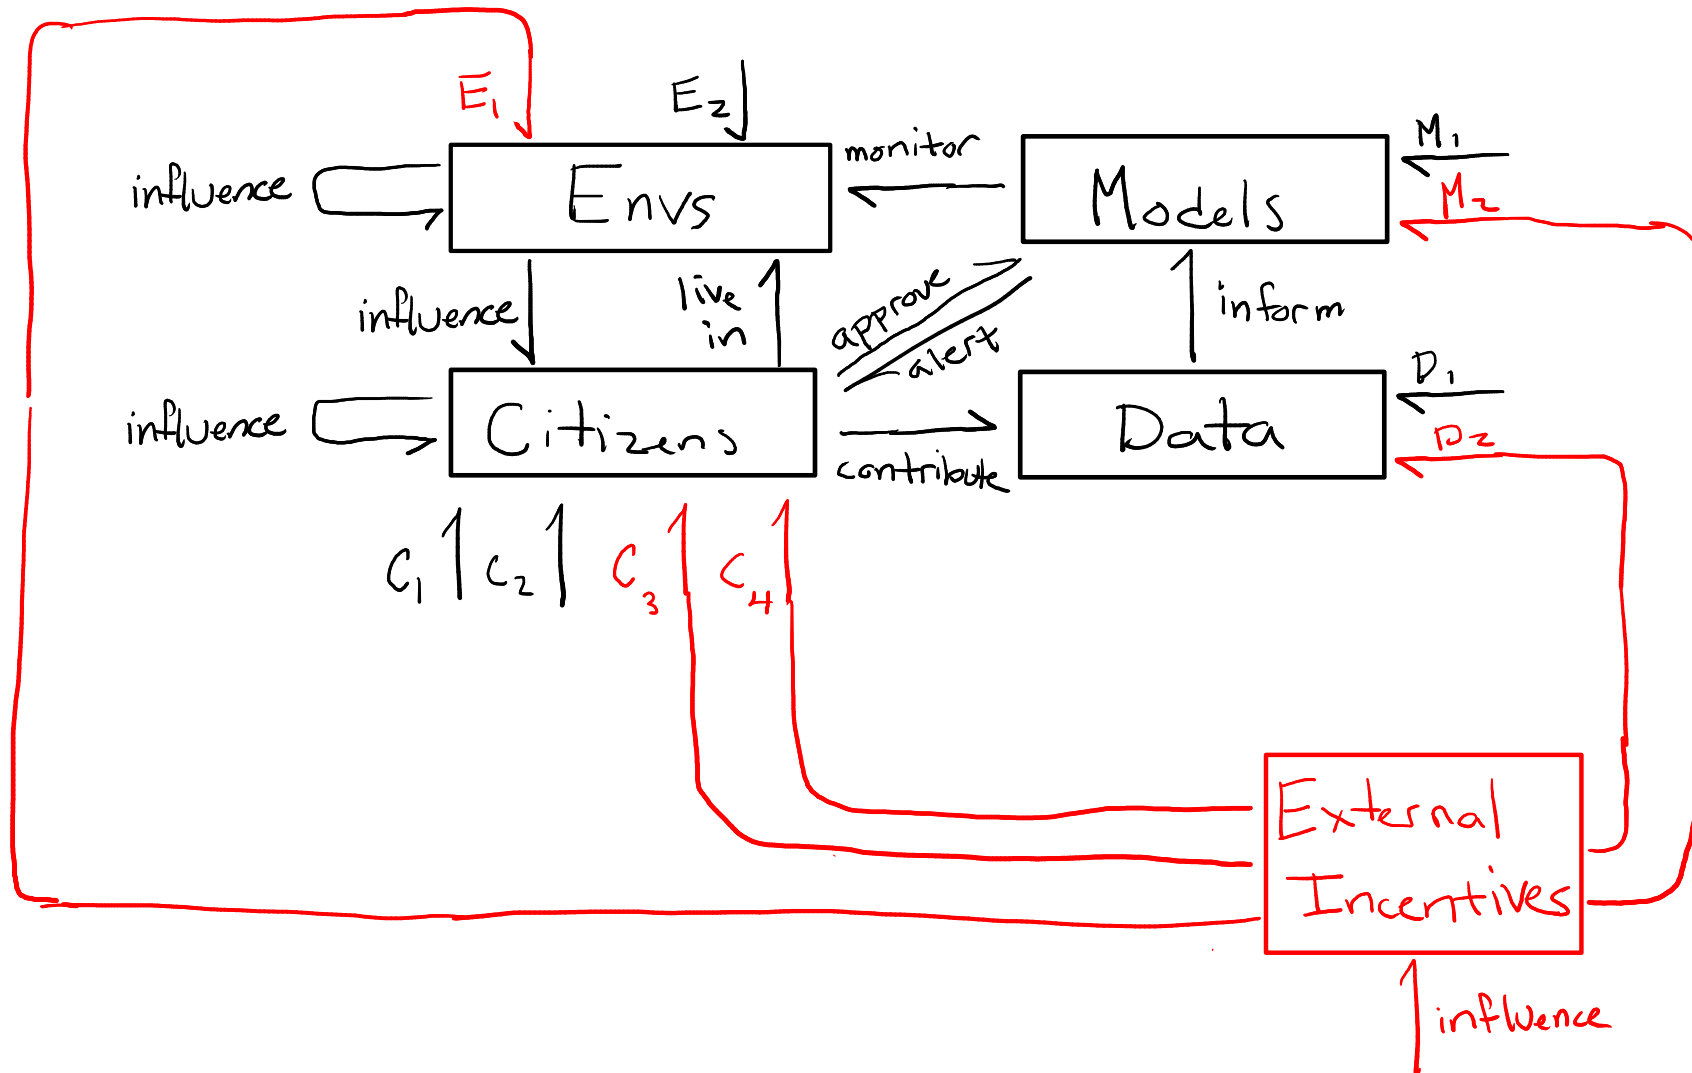 E1
E2
influence
Envs
monitor
Models
M1
M2
influence
live
in
approve
alert
inform
influence
Citizens
contribute
Data
D1
D2
C1
C2
C3
C4
External
Incentives
influence